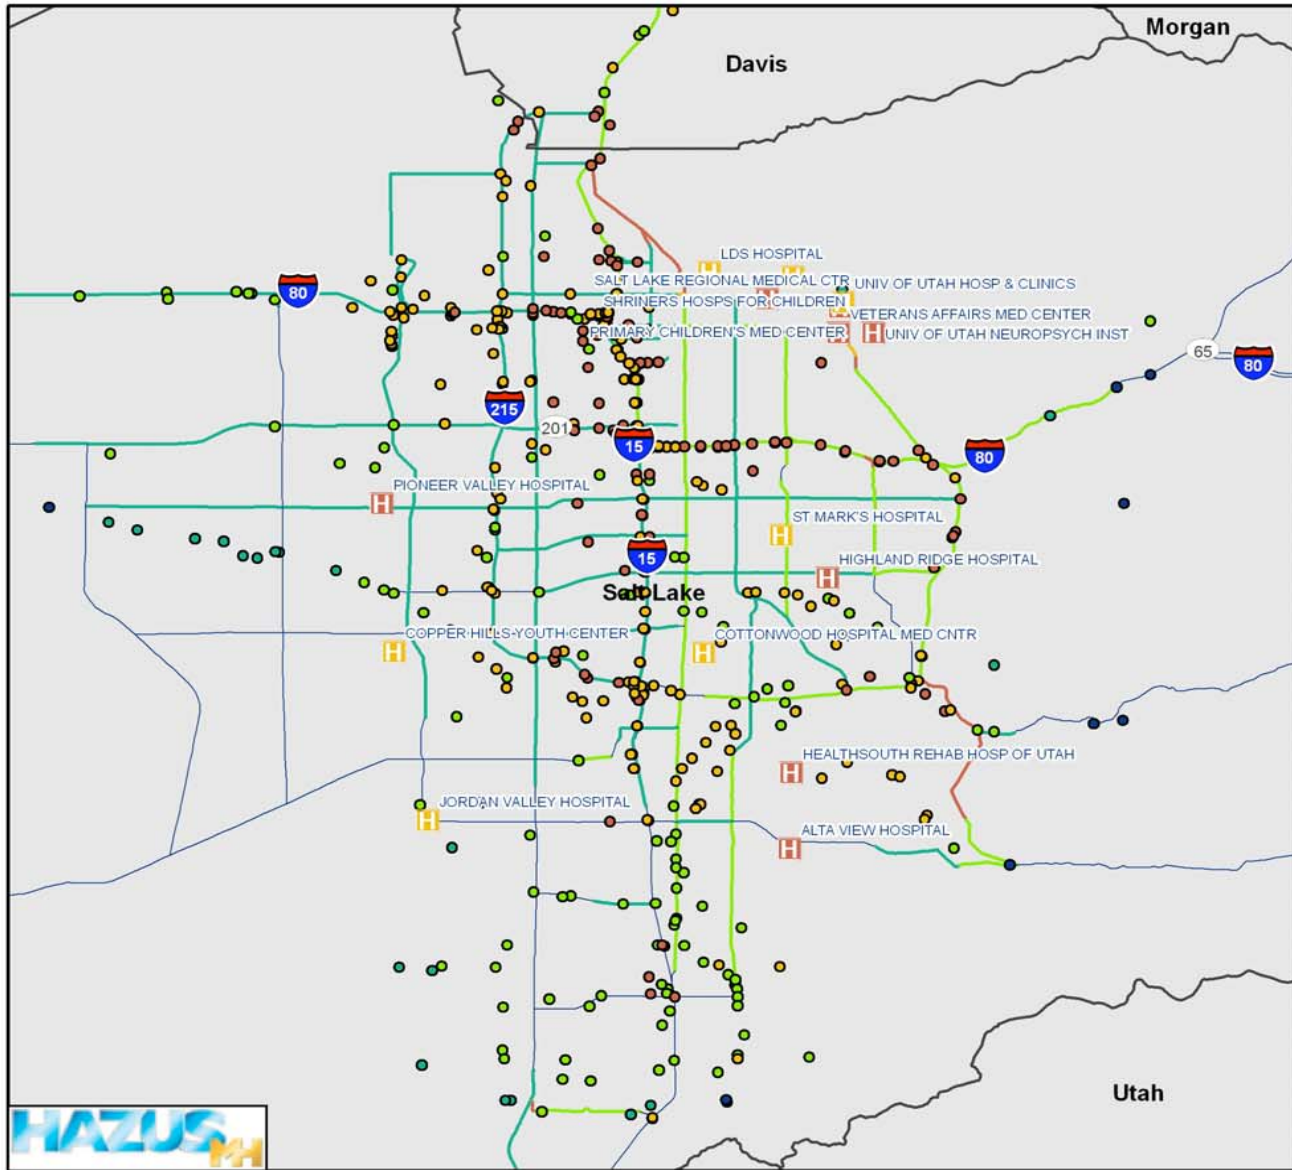 Morgan
Davis
LDS HOSPITAL
SALT LAKE REGIONAL MEDICAL CTR
UNIV OF UTAH HOSP & CLINICS
80
SHRINERS HOSPS FOR CHILDREN
VETERANS AFFAIRS MED CENTER
PRIMARY CHILDREN'S MED CENTER
UNIV OF UTAH NEUROPSYCH INST
65
80
215
201
15
80
PIONEER VALLEY HOSPITAL
H
ST MARK'S HOSPITAL
H
15
HIGHLAND RIDGE HOSPITAL
H
Salt Lake
COPPER HILLS YOUTH CENTER
H
COTTONWOOD HOSPITAL MED CNTR
H
HEALTHSOUTH REHAB HOSP OF UTAH
H
JORDAN VALLEY HOSPITAL
H
ALTA VIEW HOSPITAL
H
Utah
HAZUS MH